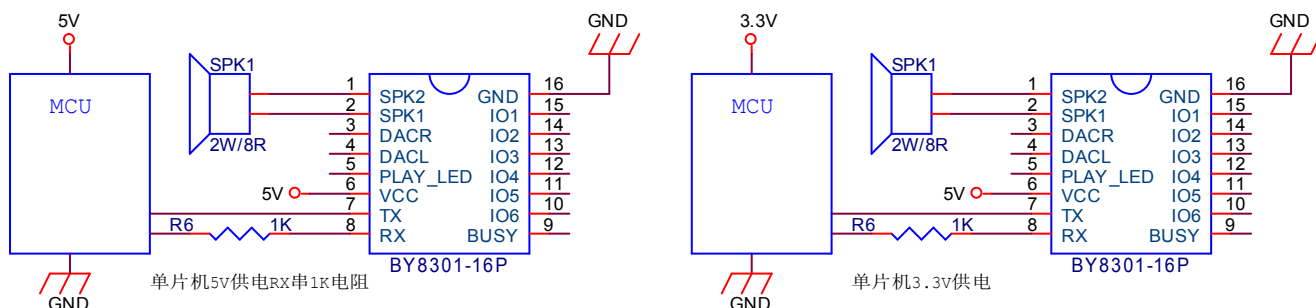 5V
MCU
GND
SPK1
2W/8R
5V
R6
1K
1
2
3
4
5
6
7
8
SPK2
SPK1
DACR
DACL
PLAY_LED
VCC
TX
RX
GND
IO1
IO2
IO3
IO4
IO5
IO6
BUSY
16
15
14
13
12
11
10
9
GND
BY8301-16P
单片机5V供电RX串1K电阻
3.3V
MCU
GND
SPK1
2W/8R
5V
R6
1K
1
2
3
4
5
6
7
8
SPK2
SPK1
DACR
DACL
PLAY_LED
VCC
TX
RX
GND
IO1
IO2
IO3
IO4
IO5
IO6
BUSY
16
15
14
13
12
11
10
9
GND
BY8301-16P
单片机3.3V供电